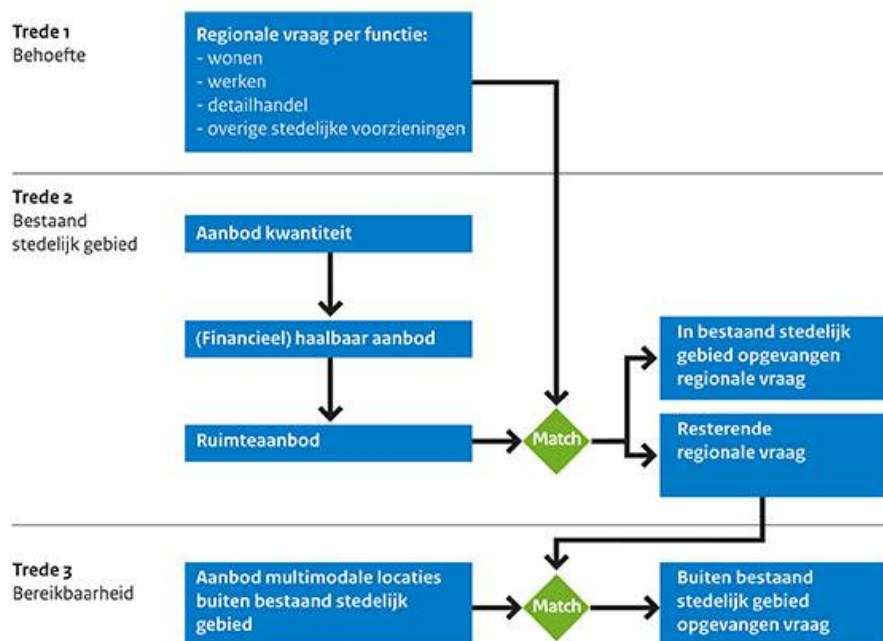 Trede 1
Behoefte
Regionale vraag per functie:
- wonen
- werken
- detailhandel
- overige stedelijke voorzieningen
Trede 2
Bestaand
stedelijk gebied
Aanbod kwantiteit
(Financieel) haalbaar aanbod
Ruimteaanbod
Match
In bestaand stedelijk
gebied opgevangen
regionale vraag
Resterende
regionale vraag
Trede 3
Bereikbaarheid
Aanbod multimodale locaties
buiten bestaand stedelijk
gebied
Match
Buiten bestaand
stedelijk gebied
opgevangen vraag